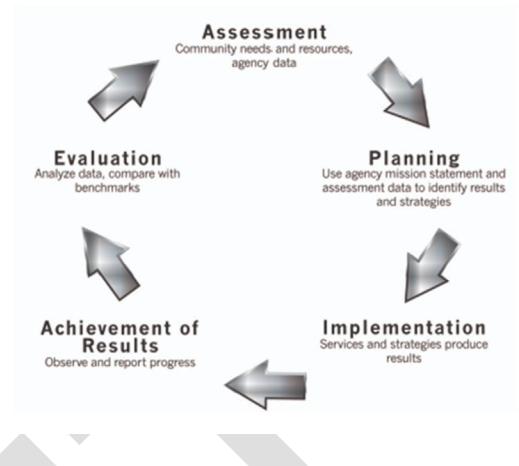 Assessment
Community needs and resources,
agency data
Planning
Use agency mission statement and
assessment data to identify results
and strategies
Implementation
Services and strategies produce
results
Achievement of
Results
Observe and report progress
Evaluation
Analyze data, compare with
benchmarks